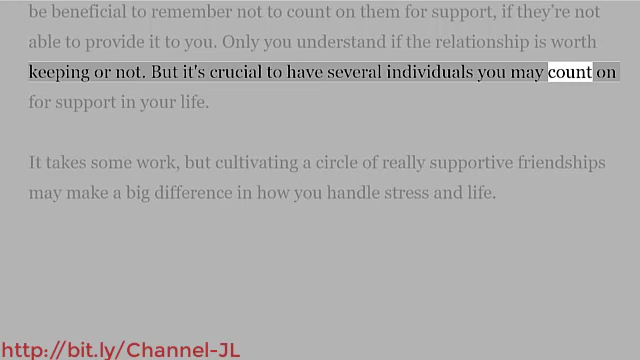 be beneficial to remember not to count on them for support, if they’re not
able to provide it to you. Only you understand if the relationship is worth
keeping or not. But it's crucial to have several individuals you may count on
for support in your life.
It takes some work, but cultivating a circle of really supportive friendships
may make a big difference in how you handle stress and life.
http://bit.ly/Channel-JL